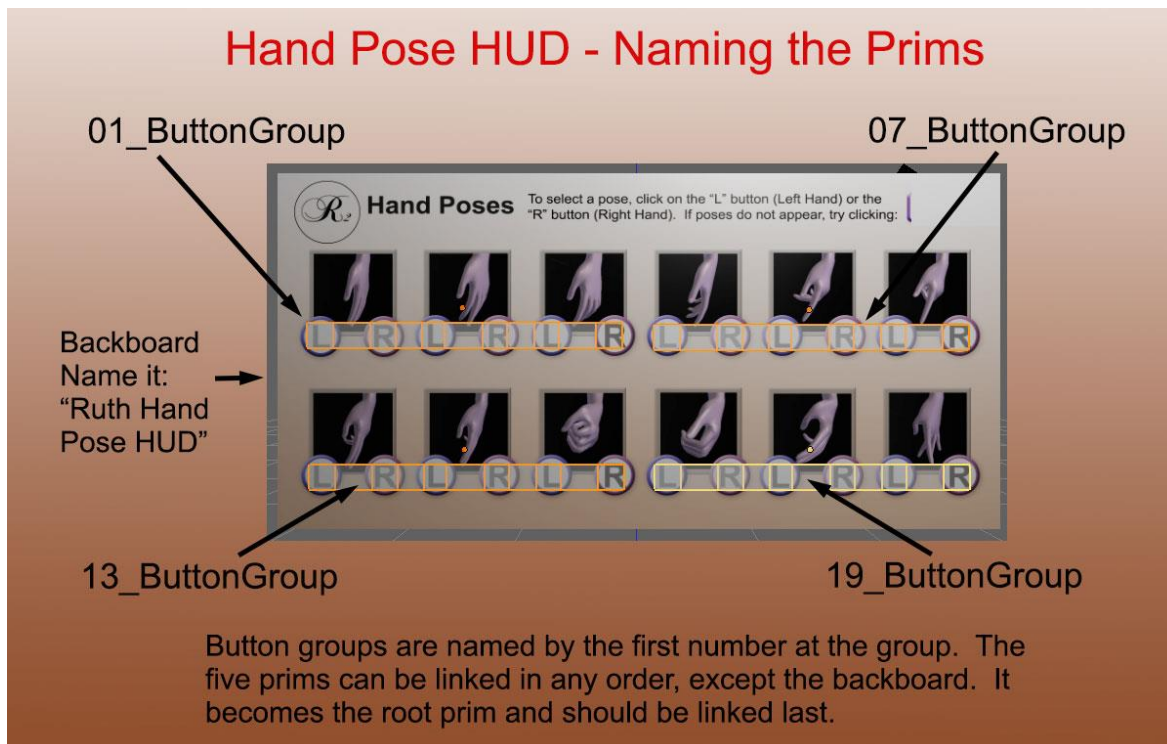 Hand Pose HUD - Naming the Prims
01_ButtonGroup
07_ButtonGroup
R2 Hand Poses
To select a pose, click on the “L” button (Left Hand) or the
“R” button (Right Hand). If poses do not appear, try clicking:
L R L R L R L R L R L R
Backboard
Name it:
“Ruth Hand
Pose HUD”
L R L R L R L R L R L R
13_ButtonGroup
19_ButtonGroup
Button groups are named by the first number at the group. The
five prims can be linked in any order, except the backboard. It
becomes the root prim and should be linked last.